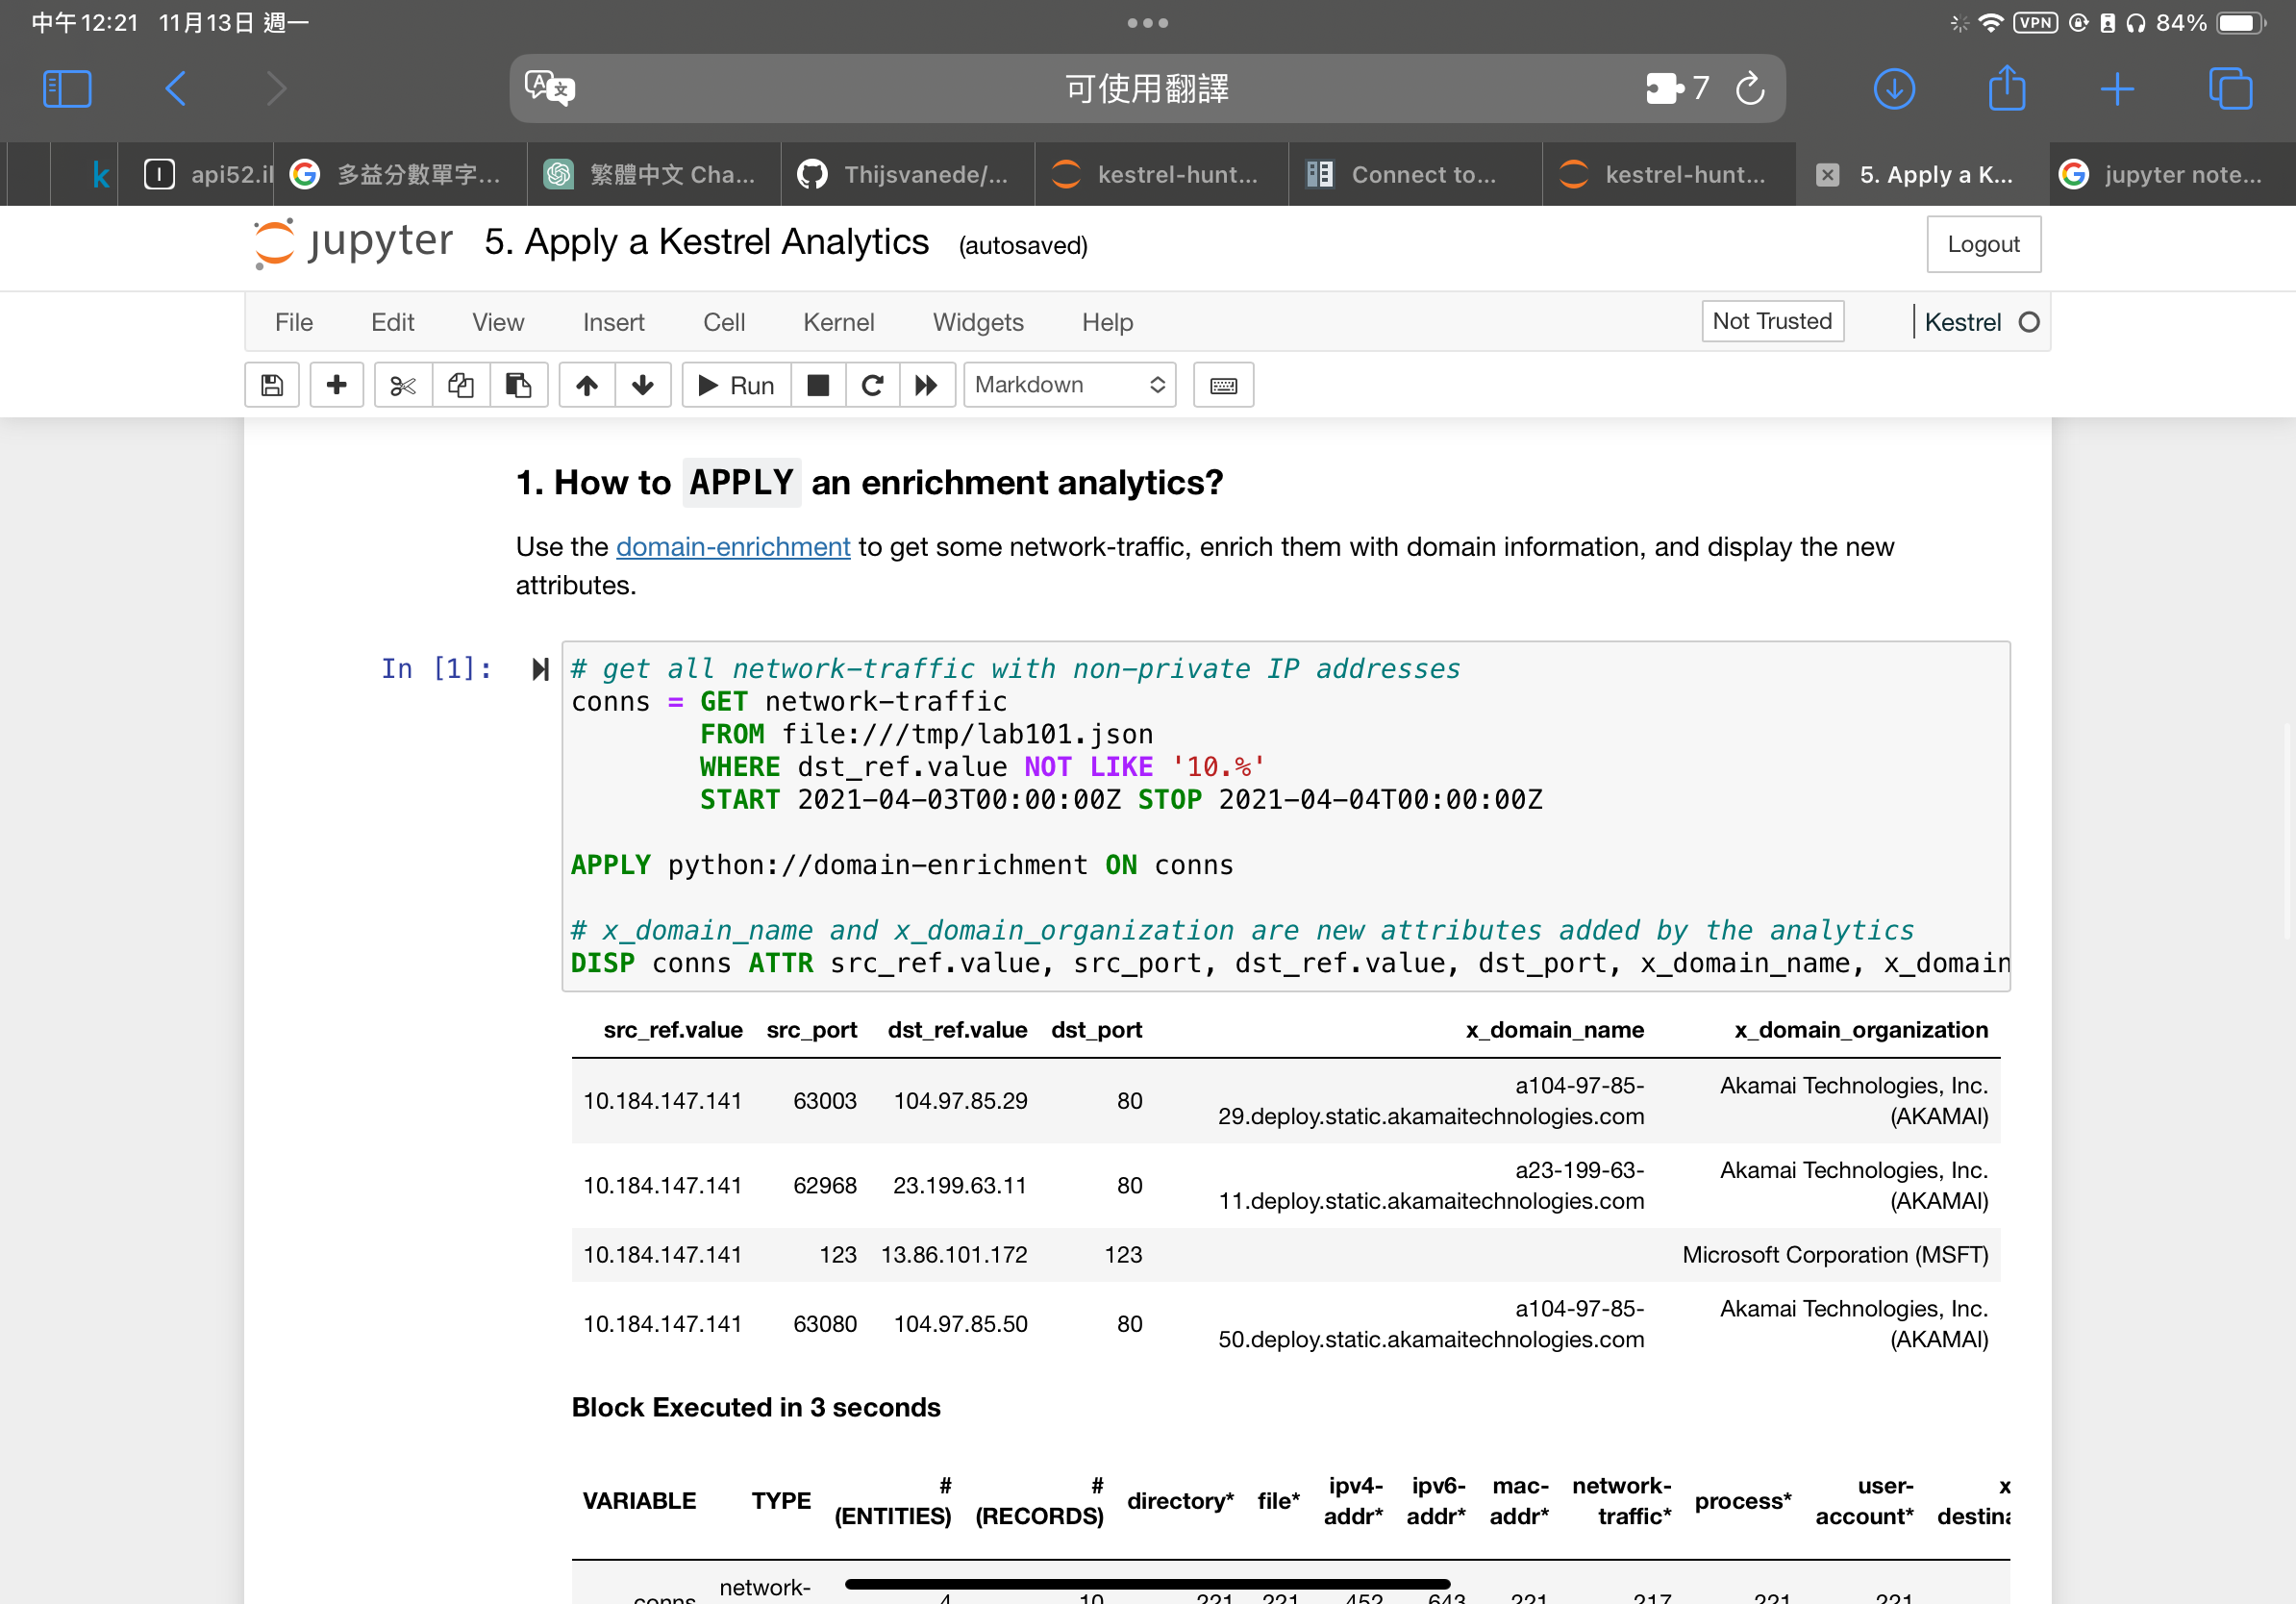 中午12:21 11月13日 週一
VPN 84%
可使用翻譯
7
k
api52.il
多益分數單字...
繁體中文 Cha...
Thijsvanede/...
kestrel-hunt...
Connect to...
kestrel-hunt...
5. Apply a K...
jupyter note...
jupyter 5. Apply a Kestrel Analytics (autosaved)
Logout
File Edit View Insert Cell Kernel Widgets Help
Not Trusted
Kestrel
Run
Markdown
1. How to APPLY an enrichment analytics?
Use the domain-enrichment to get some network-traffic, enrich them with domain information, and display the new
attributes.
In [1]:
# get all network-traffic with non-private IP addresses
conns = GET network-traffic
FROM file:///tmp/lab101.json
WHERE dst_ref.value NOT LIKE '10.%'
START 2021-04-03T00:00:00Z STOP 2021-04-04T00:00:00Z
APPLY python://domain-enrichment ON conns
# x_domain_name and x_domain_organization are new attributes added by the analytics
DISP conns ATTR src_ref.value, src_port, dst_ref.value, dst_port, x_domain_name, x_domain
src_ref.value src_port dst_ref.value dst_port x_domain_name x_domain_organization
10.184.147.141 63003 104.97.85.29 80 a104-97-85-
29.deploy.static.akamaitechnologies.com Akamai Technologies, Inc.
(AKAMAI)
10.184.147.141 62968 23.199.63.11 80 a23-199-63-
11.deploy.static.akamaitechnologies.com Akamai Technologies, Inc.
(AKAMAI)
10.184.147.141 123 13.86.101.172 123 Microsoft Corporation (MSFT)
10.184.147.141 63080 104.97.85.50 80 a104-97-85-
50.deploy.static.akamaitechnologies.com Akamai Technologies, Inc.
(AKAMAI)
Block Executed in 3 seconds
VARIABLE TYPE #
(ENTITIES) #
(RECORDS) directory* file* ipv4-
addr* ipv6-
addr* mac-
addr* network-
traffic* process* user-
account* x
destina
network-
conns 4 10 221 221 452 643 221 217 221 221